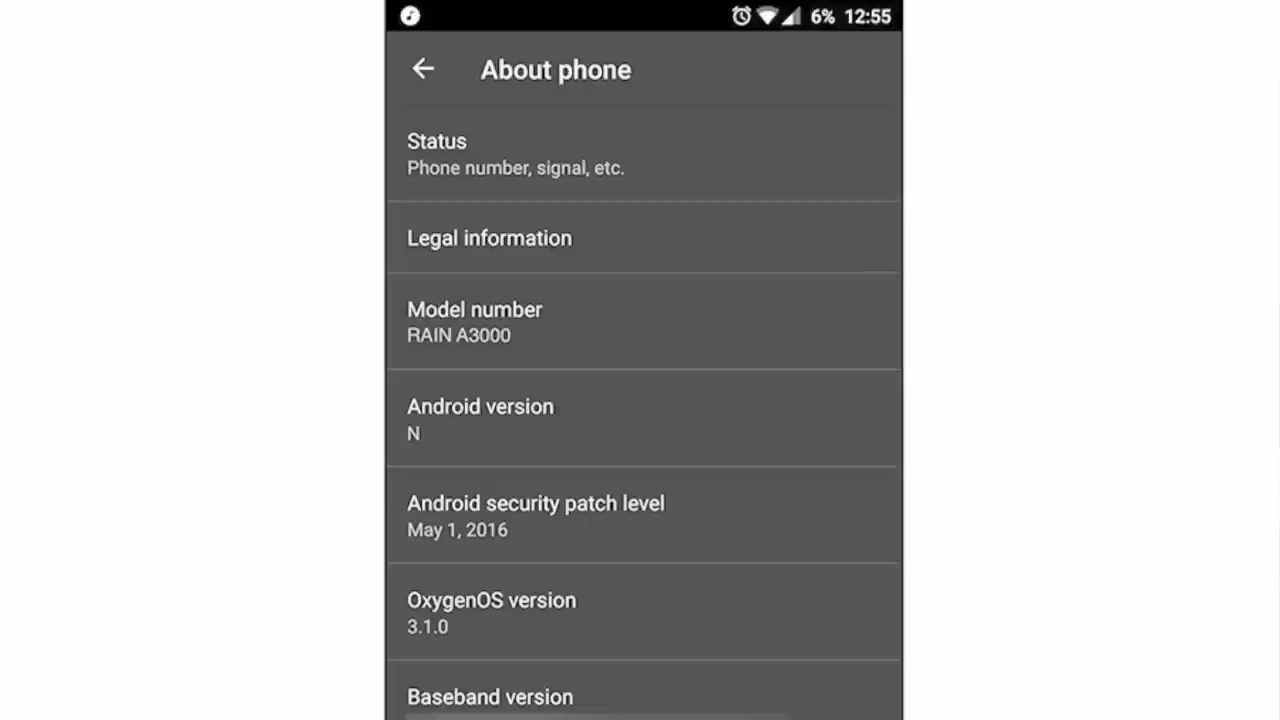 6% 12:55
About phone
Status
Phone number, signal, etc.
Legal information
Model number
RAIN A3000
Android version
N
Android security patch level
May 1, 2016
OxygenOS version
3.1.0
Baseband version